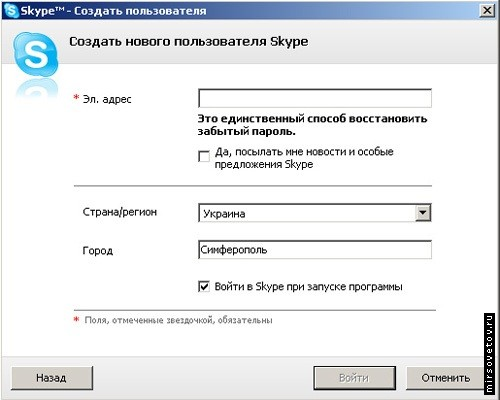 Skype™ - Создать пользователя
S
Создать нового пользователя Skype
* Эл. адрес
Это единственный способ восстановить
забытый пароль.
Да, посылать мне новости и особые
предложения Skype
Страна/регион Украина
Город Симферополь
Войти в Skype при запуске программы
* Поля, отмеченные звездочкой, обязательны
Назад Войти Отменить
mirsovetov.ru